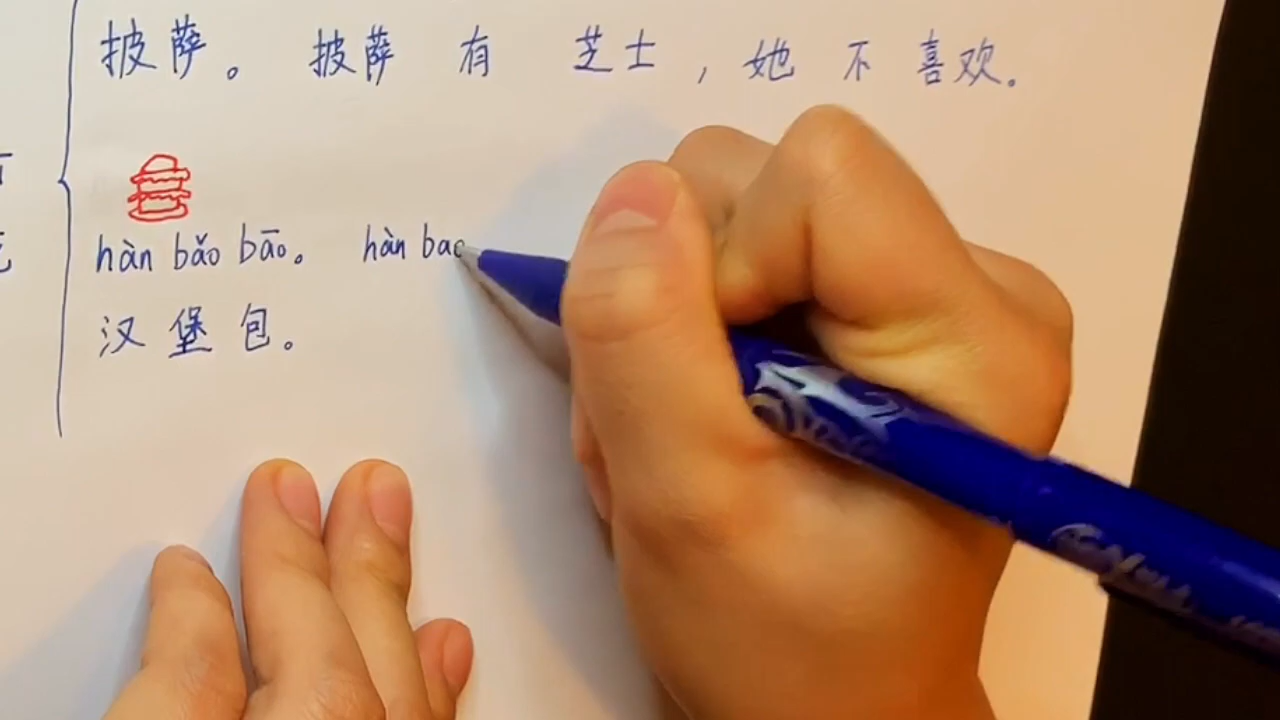 披萨。 披萨 有 芝士, 她 不 喜欢。
hàn bǎo bāo。 hàn bao
汉 堡 包。